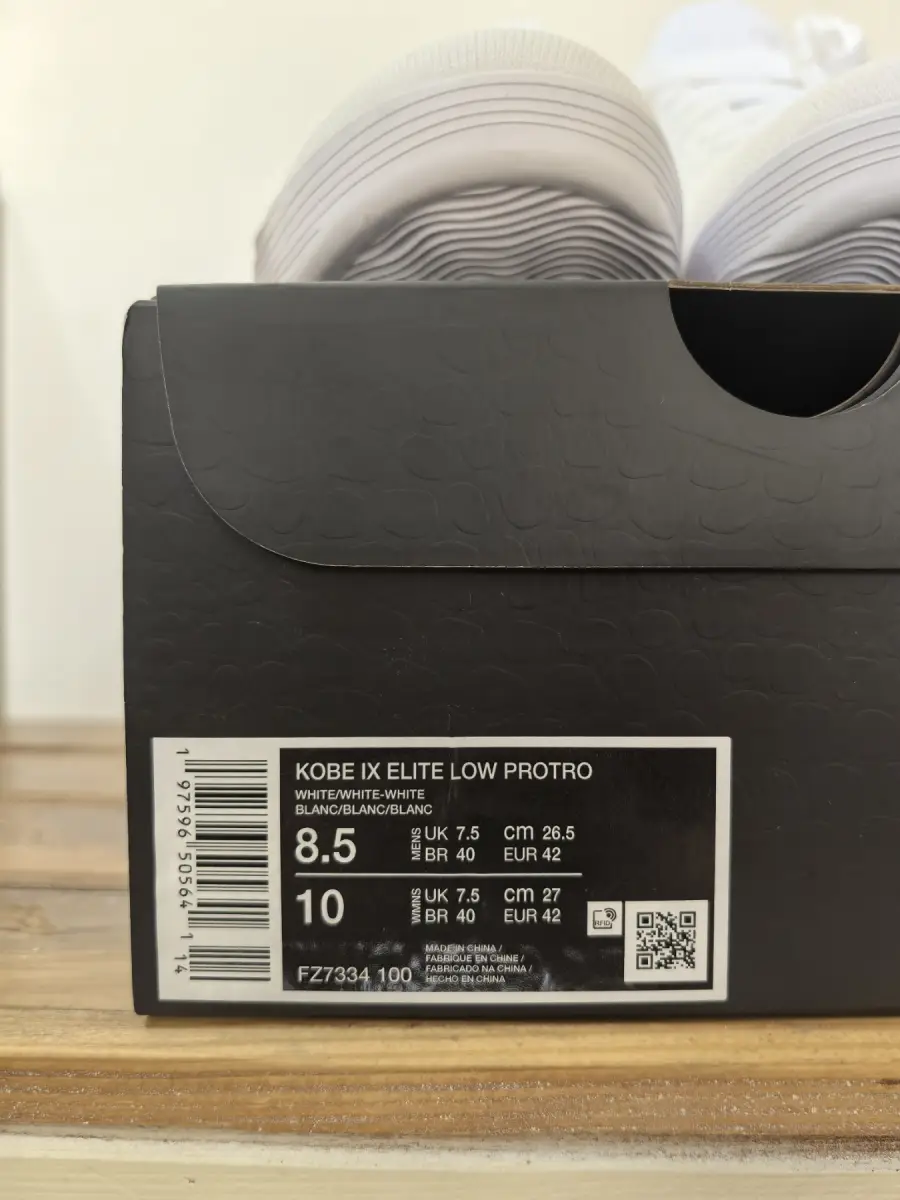 KOBE IX ELITE LOW PROTRO
WHITE/WHITE-WHITE
BLANC/BLANC/BLANC
8.5 MENS UK 7.5 cm 26.5
BR 40 EUR 42
10 WMNS UK 7.5 cm 27
BR 40 EUR 42
RFID
FZ7334 100
MADE IN CHINA /
FABRIQUE EN CHINE /
FABRICADO NA CHINA /
HECHO EN CHINA
1 97596 50564 1 14